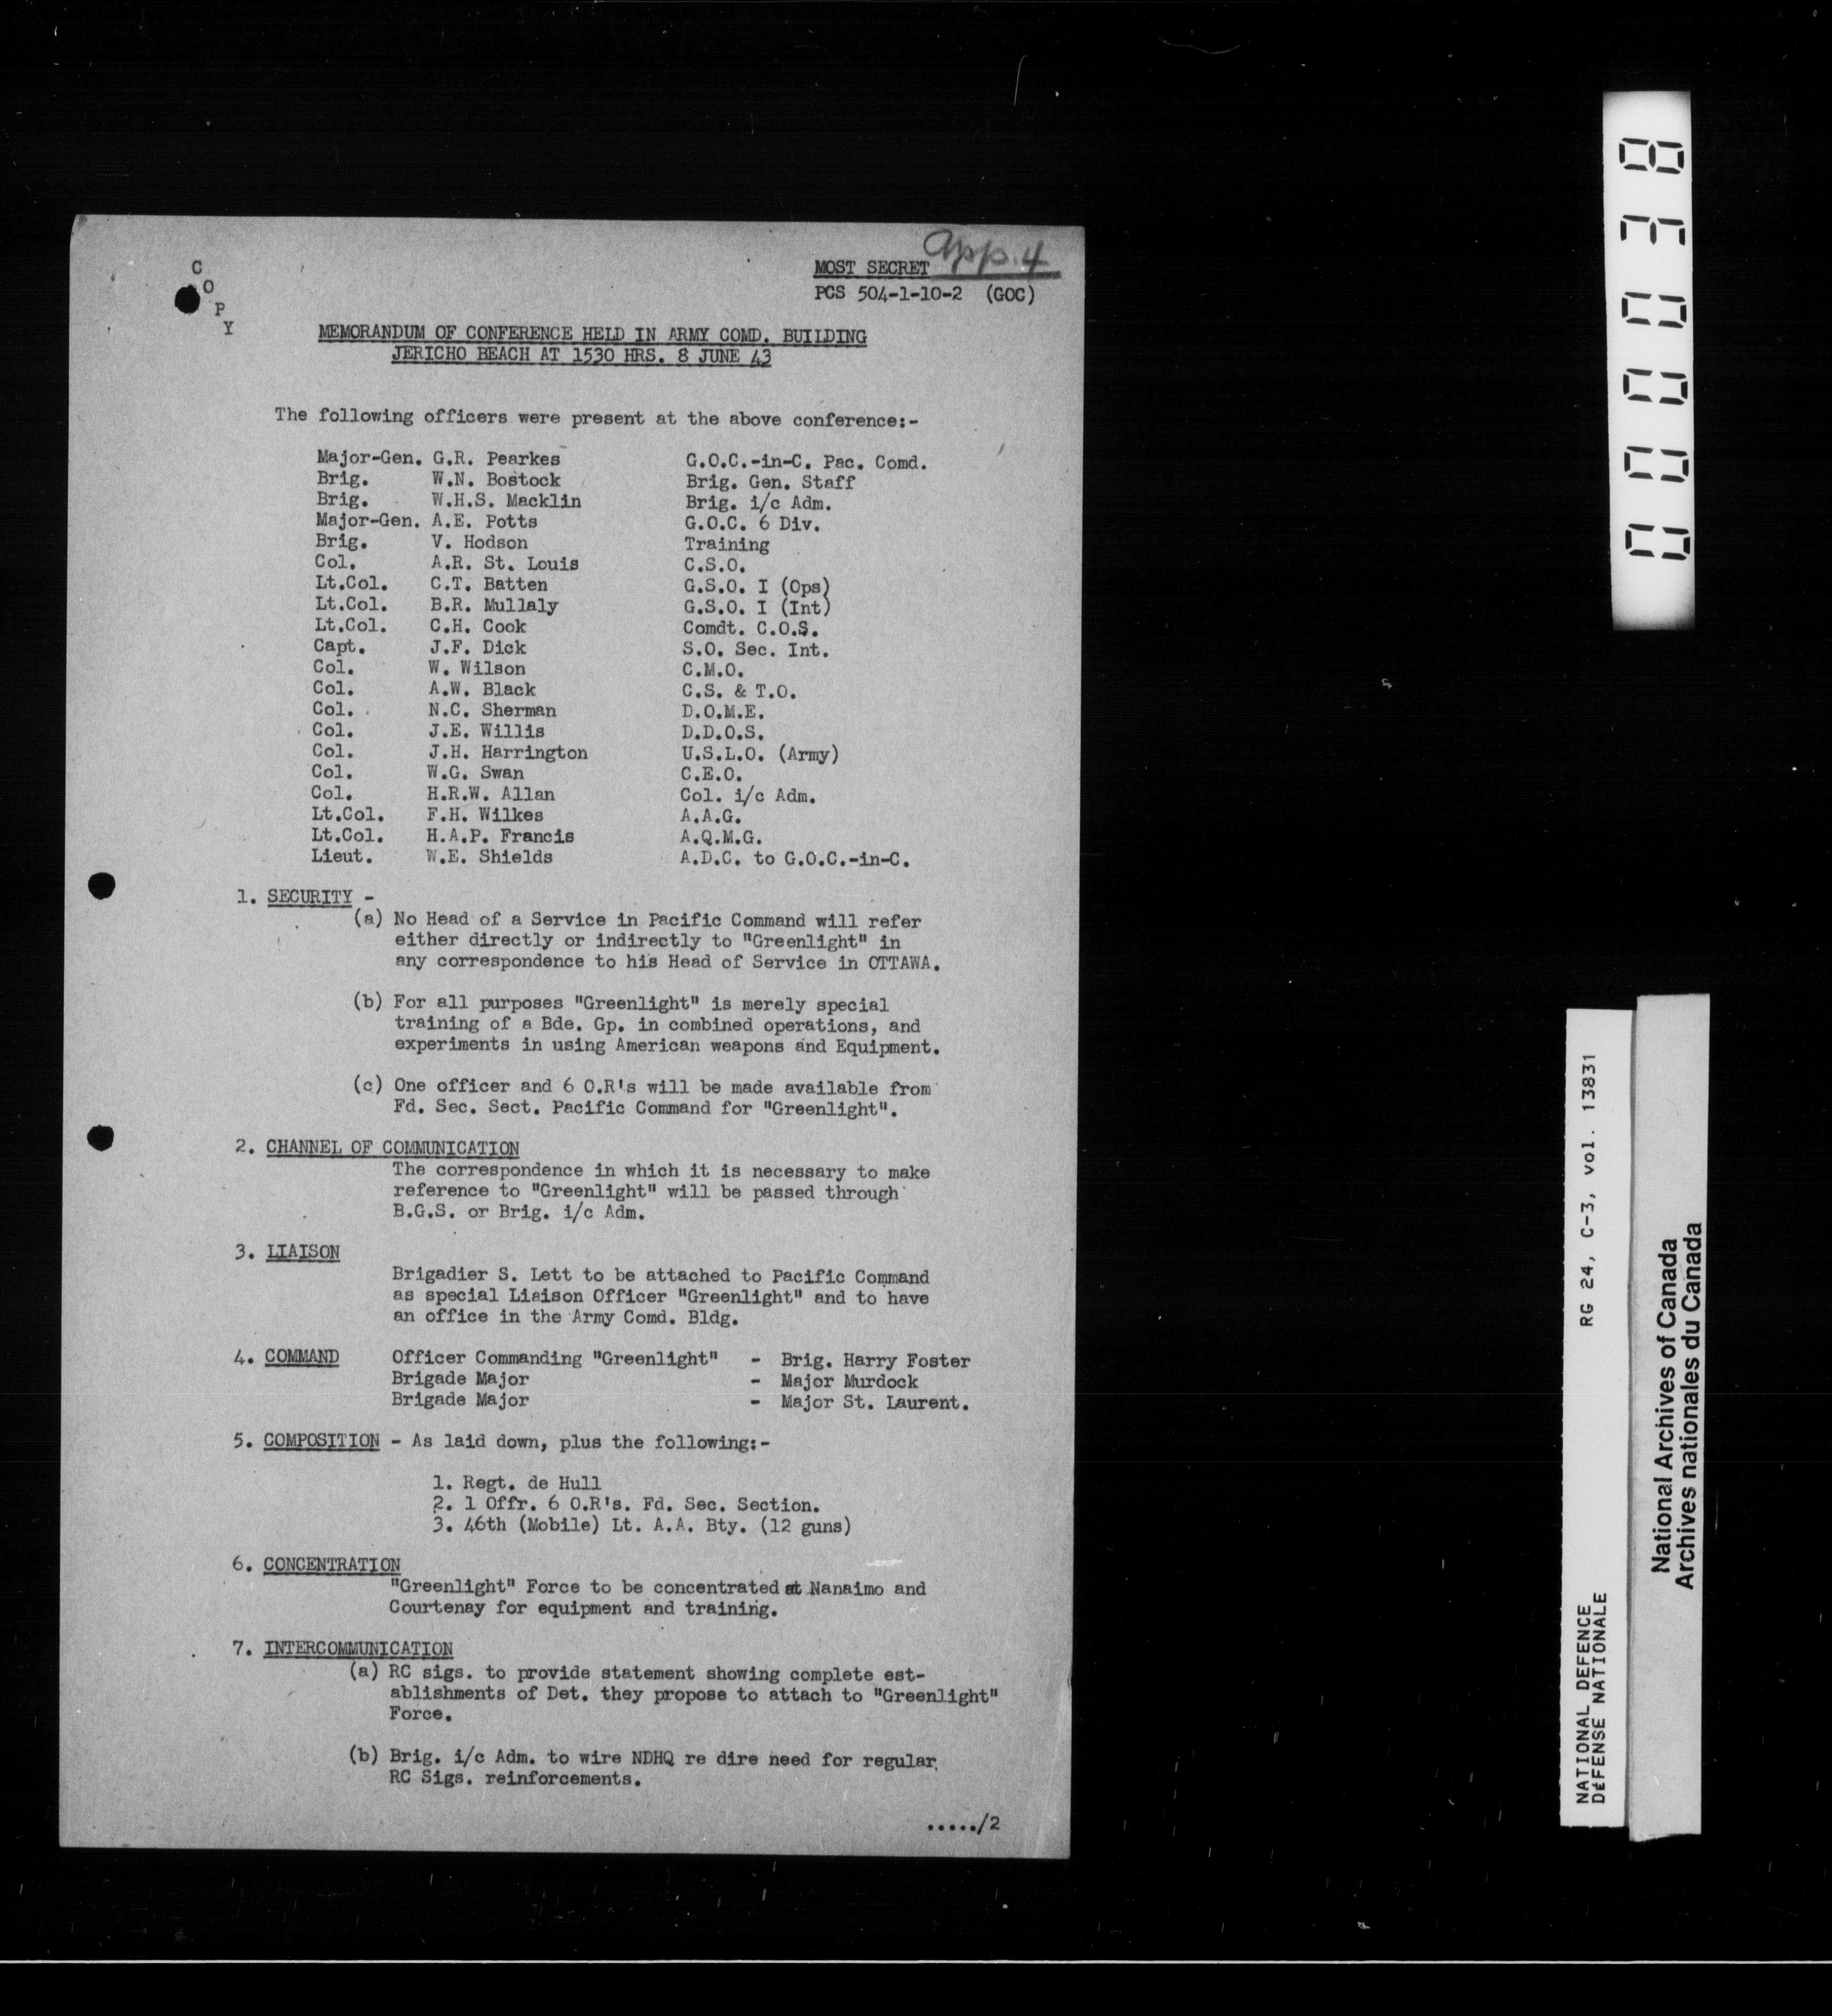 C
O
P
Y
App. 4
MOST SECRET
PCS 504-1-10-2 (GOC)
MEMORANDUM OF CONFERENCE HELD IN ARMY COMD. BUILDING
JERICHO BEACH AT 1530 HRS. 8 JUNE 43
The following officers were present at the above conference:-
Major-Gen. G.R. Pearkes G.O.C.-in-C. Pac. Comd.
Brig. W.N. Bostock Brig. Gen. Staff
Brig. W.H.S. Macklin Brig. i/c Adm.
Major-Gen. A.E. Potts G.O.C. 6 Div.
Brig. V. Hodson Training
Col. A.R. St. Louis C.S.O.
Lt.Col. C.T. Batten G.S.O. I (Ops)
Lt.Col. B.R. Mullaly G.S.O. I (Int)
Lt.Col. C.H. Cook Comdt. C.O.S.
Capt. J.F. Dick S.O. Sec. Int.
Col. W. Wilson C.M.O.
Col. A.W. Black C.S. & T.O.
Col. N.C. Sherman D.O.M.E.
Col. J.E. Willis D.D.O.S.
Col. J.H. Harrington U.S.L.O. (Army)
Col. W.G. Swan C.E.O.
Col. H.R.W. Allan Col. i/c Adm.
Lt.Col. F.H. Wilkes A.A.G.
Lt.Col. H.A.P. Francis A.Q.M.G.
Lieut. W.E. Shields A.D.C. to G.O.C.-in-C.
1. SECURITY -
(a) No Head of a Service in Pacific Command will refer
either directly or indirectly to "Greenlight" in
any correspondence to his Head of Service in OTTAWA.
(b) For all purposes "Greenlight" is merely special
training of a Bde. Gp. in combined operations, and
experiments in using American weapons and Equipment.
(c) One officer and 6 O.R's will be made available from
Fd. Sec. Sect. Pacific Command for "Greenlight".
2. CHANNEL OF COMMUNICATION
The correspondence in which it is necessary to make
reference to "Greenlight" will be passed through
B.G.S. or Brig. i/c Adm.
3. LIAISON
Brigadier S. Lett to be attached to Pacific Command
as special Liaison Officer "Greenlight" and to have
an office in the Army Comd. Bldg.
4. COMMAND Officer Commanding "Greenlight" - Brig. Harry Foster
Brigade Major - Major Murdock
Brigade Major - Major St. Laurent.
5. COMPOSITION - As laid down, plus the following:-
1. Regt. de Hull
2. 1 Offr. 6 O.R's. Fd. Sec. Section.
3. 46th (Mobile) Lt. A.A. Bty. (12 guns)
6. CONCENTRATION
"Greenlight" Force to be concentrated at Nanaimo and
Courtenay for equipment and training.
7. INTERCOMMUNICATION
(a) RC sigs. to provide statement showing complete est-
ablishments of Det. they propose to attach to "Greenlight"
Force.
(b) Brig. i/c Adm. to wire NDHQ re dire need for regular
RC Sigs. reinforcements.
...../2
000038
NATIONAL DEFENCE RG 24, C-3, vol. 13831
DÉFENSE NATIONALE
National Archives of Canada
Archives nationales du Canada